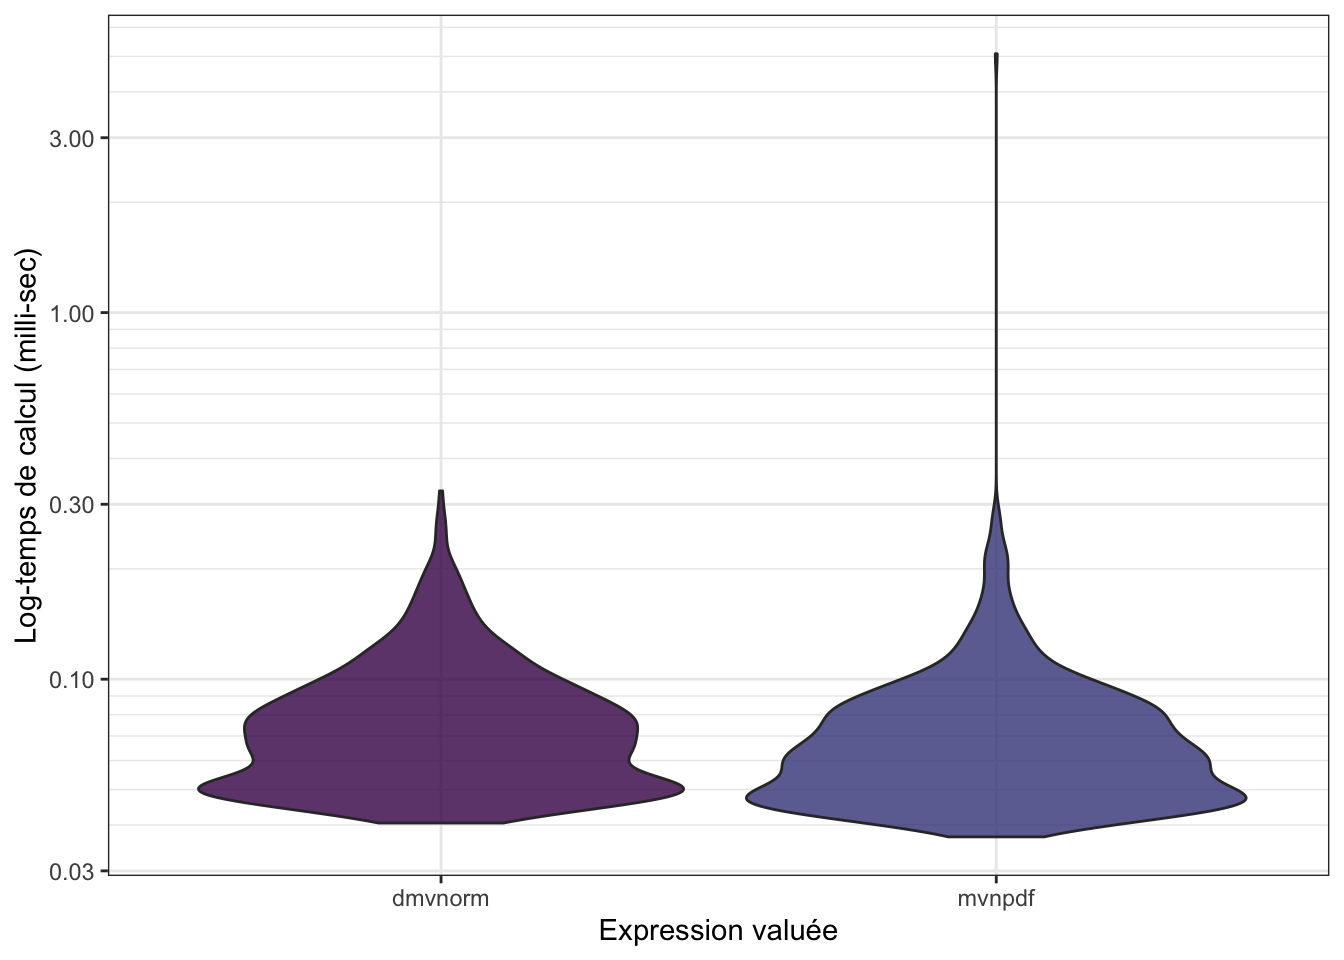 Log-temps de calcul (milli-sec)
3.00
1.00
0.30
0.10
0.03
dmvnorm
mvnpdf
Expression valuée